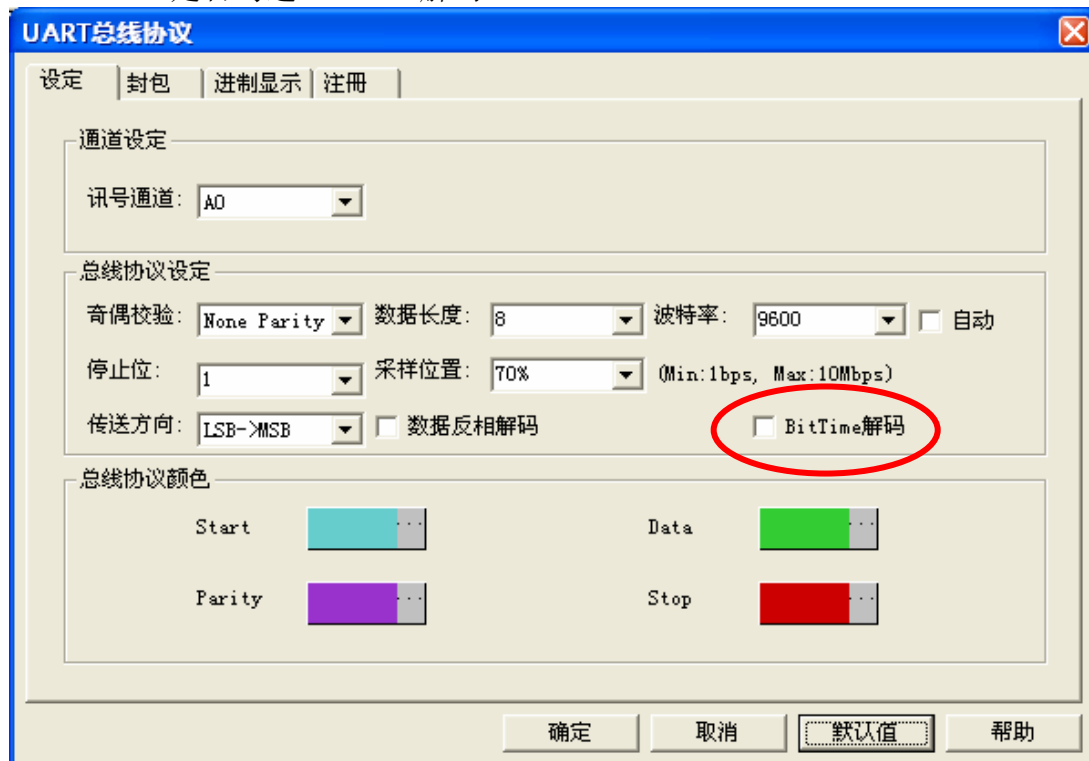 UART总线协议
设定 封包 进制显示 注册
通道设定
讯号通道: A0
总线协议设定
奇偶校验: None Parity 数据长度: 8 波特率: 9600 自动
停止位: 1 采样位置: 70% (Min:1bps, Max:10Mbps)
传送方向: LSB->MSB 数据反相解码 BitTime解码
总线协议颜色
Start ... Data ...
Parity ... Stop ...
确定 取消 默认值 帮助